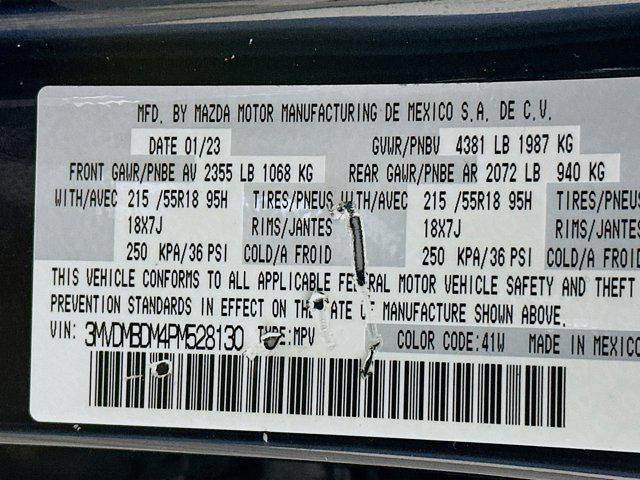 MFD. BY MAZDA MOTOR MANUFACTURING DE MEXICO S.A. DE C.V.
DATE 01/23 GVWR/PNBV 4381 LB 1987 KG
FRONT GAWR/PNBE AV 2355 LB 1068 KG REAR GAWR/PNBE AR 2072 LB 940 KG
WITH/AVEC 215 /55R18 95H TIRES/PNEUS WITH/AVEC 215 /55R18 95H TIRES/PNEUS
18X7J RIMS/JANTES 18X7J RIMS/JANTES
250 KPA/36 PSI COLD/A FROID 250 KPA/36 PSI COLD/A FROID
THIS VEHICLE CONFORMS TO ALL APPLICABLE FEDERAL MOTOR VEHICLE SAFETY AND THEFT
PREVENTION STANDARDS IN EFFECT ON THE DATE OF MANUFACTURE SHOWN ABOVE.
VIN: 3MVDMBDM4PM528130 TYPE:MPV COLOR CODE:41W MADE IN MEXICO